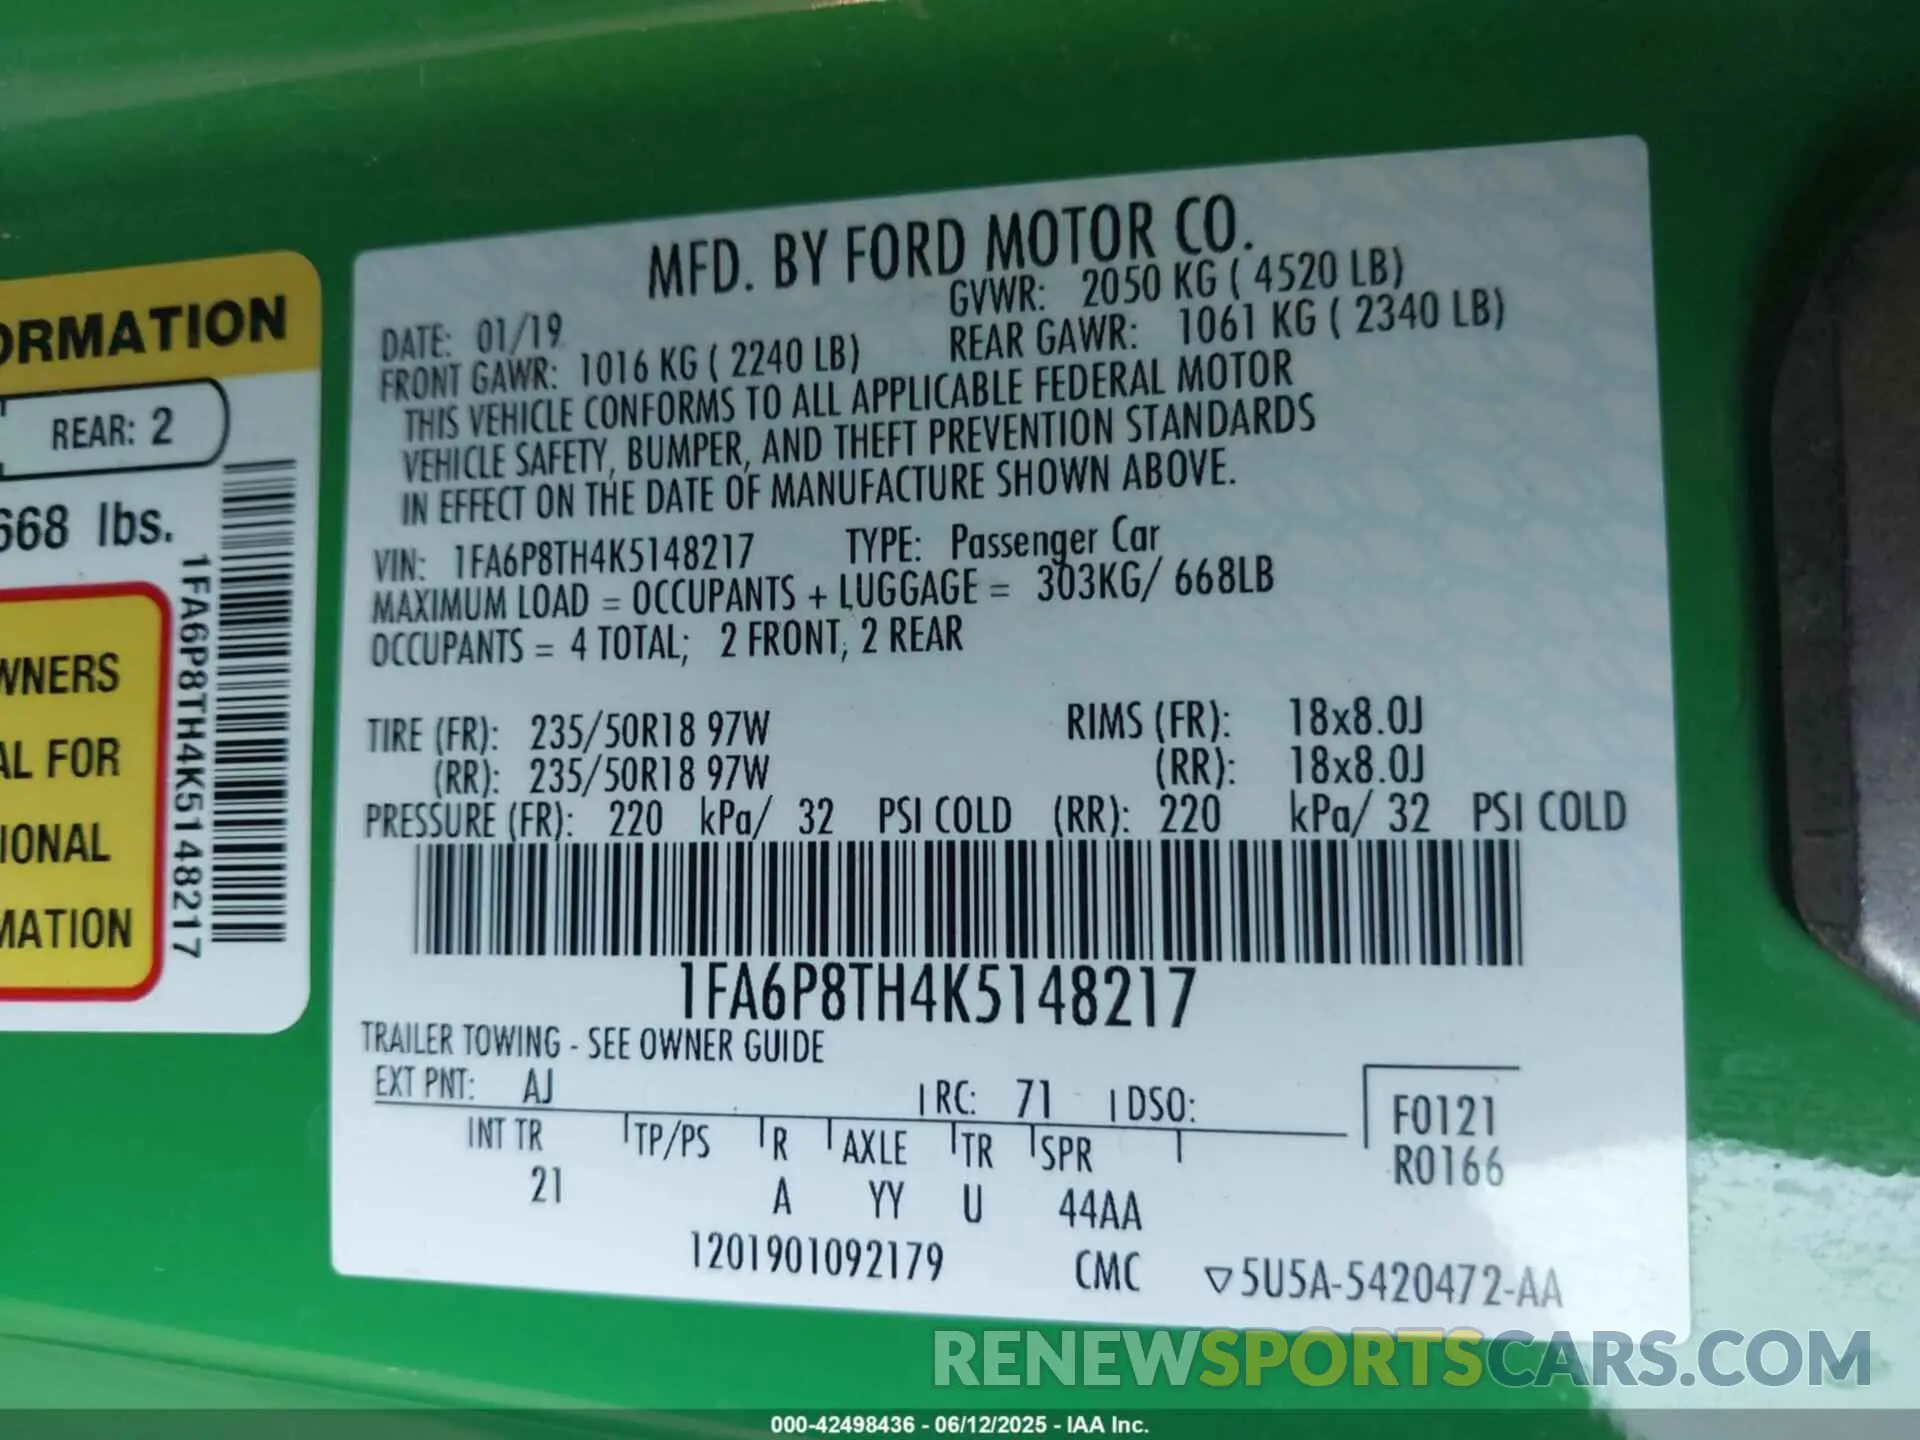 ORMATION
REAR: 2
668 lbs.
WNERS
AL FOR
IONAL
MATION
1FA6P8TH4K5148217
MFD. BY FORD MOTOR CO.
DATE: 01/19
GVWR: 2050 KG ( 4520 LB)
FRONT GAWR: 1016 KG ( 2240 LB)
REAR GAWR: 1061 KG ( 2340 LB)
THIS VEHICLE CONFORMS TO ALL APPLICABLE FEDERAL MOTOR
VEHICLE SAFETY, BUMPER, AND THEFT PREVENTION STANDARDS
IN EFFECT ON THE DATE OF MANUFACTURE SHOWN ABOVE.
VIN: 1FA6P8TH4K5148217 TYPE: Passenger Car
MAXIMUM LOAD = OCCUPANTS + LUGGAGE = 303KG/ 668LB
OCCUPANTS = 4 TOTAL; 2 FRONT, 2 REAR
TIRE (FR): 235/50R18 97W RIMS (FR): 18x8.0J
(RR): 235/50R18 97W (RR): 18x8.0J
PRESSURE (FR): 220 kPa/ 32 PSI COLD (RR): 220 kPa/ 32 PSI COLD
1FA6P8TH4K5148217
TRAILER TOWING - SEE OWNER GUIDE
EXT PNT: AJ RC: 71 DSO:
F0121
R0166
INT TR TP/PS R AXLE TR SPR
21 A YY U 44AA
1201901092179 CMC ▽5U5A-5420472-AA
RENEWSPORTSCARS.COM
000-42498436 - 06/12/2025 - IAA Inc.